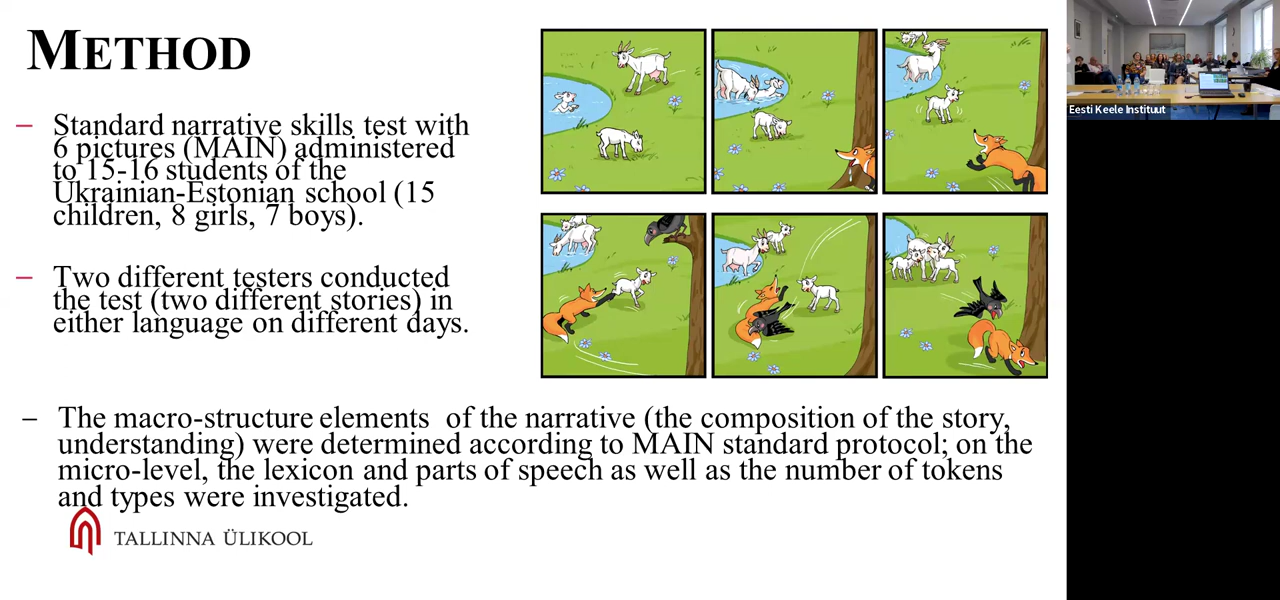 METHOD
– Standard narrative skills test with
6 pictures (MAIN) administered
to 15-16 students of the
Ukrainian-Estonian school (15
children, 8 girls, 7 boys).
– Two different testers conducted
the test (two different stories) in
either language on different days.
– The macro-structure elements of the narrative (the composition of the story,
understanding) were determined according to MAIN standard protocol; on the
micro-level, the lexicon and parts of speech as well as the number of tokens
and types were investigated.
TALLINNA ÜLIKOOL
Eesti Keele Instituut